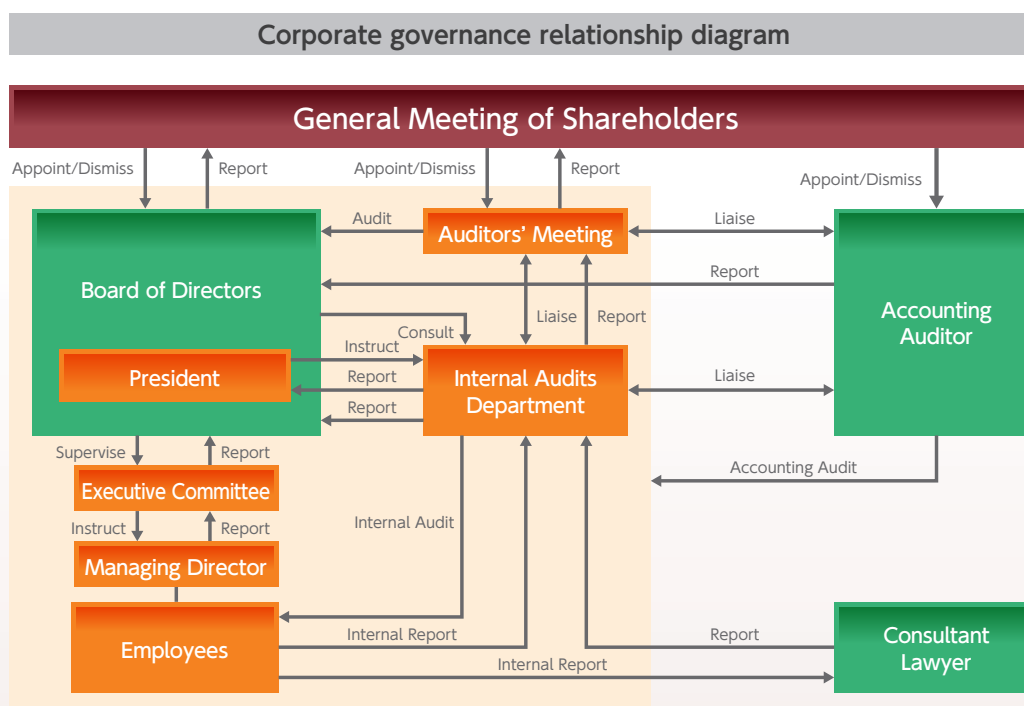 Corporate governance relationship diagram
General Meeting of Shareholders
Appoint/Dismiss
Report
Appoint/Dismiss
Report
Appoint/Dismiss
Audit
Auditors’ Meeting
Liaise
Board of Directors
Report
Accounting
Auditor
Liaise
Report
Consult
Instruct
President
Report
Internal Audits
Department
Liaise
Report
Supervise
Report
Accounting Audit
Executive Committee
Internal Audit
Instruct
Report
Managing Director
Employees
Internal Report
Report
Consultant
Lawyer
Internal Report